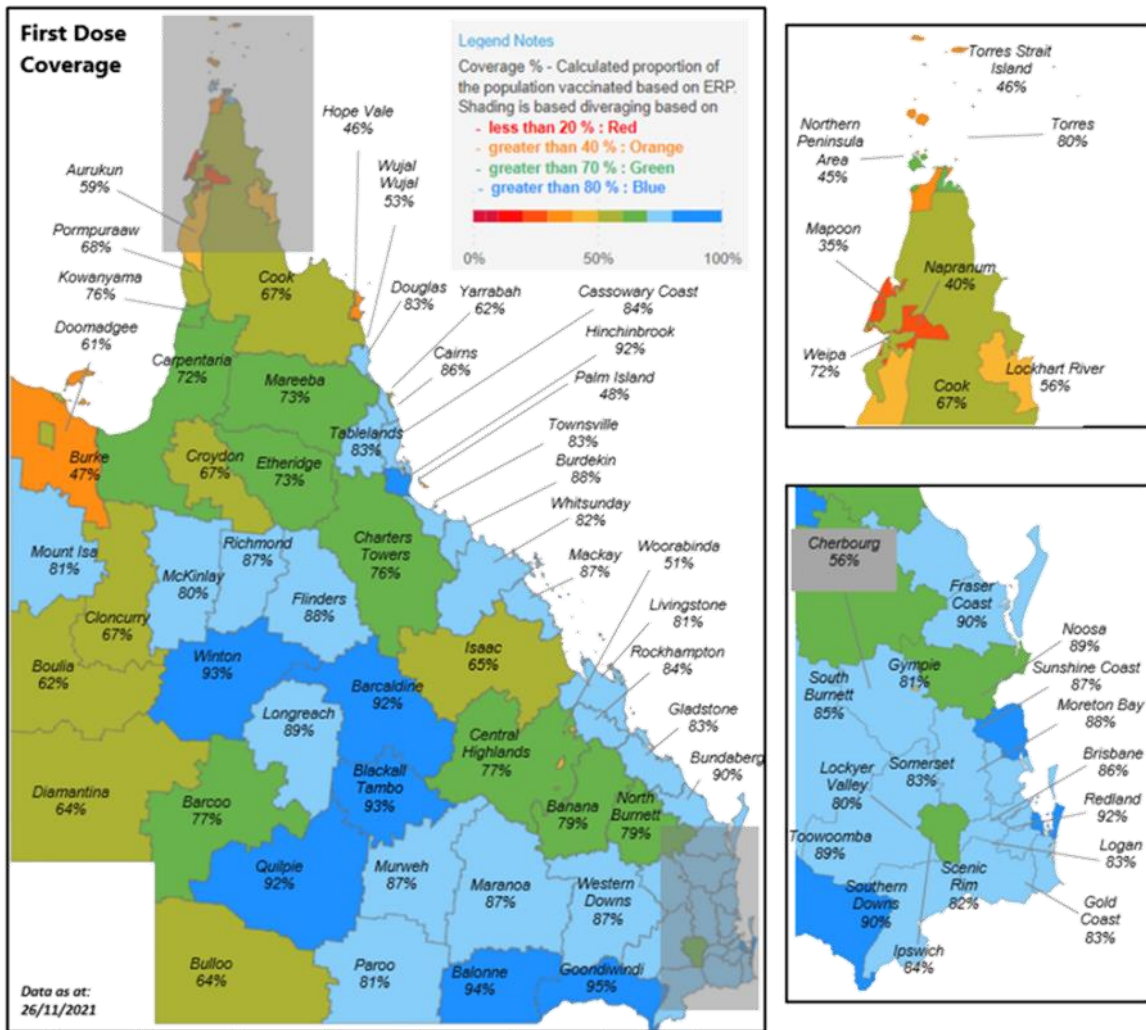 First Dose
Coverage
Legend Notes
Coverage % - Calculated proportion of
the population vaccinated based on ERP.
Shading is based diveraging based on
- less than 20 % : Red
- greater than 40 % : Orange
- greater than 70 % : Green
- greater than 80 % : Blue
0%
50%
100%
Hope Vale
46%
Wujal
Wujal
53%
Aurukun
59%
Pormpuraaw
68%
Kowanyama
76%
Doomadgee
61%
Cook
67%
Douglas
83%
Yarrabah
62%
Cassowary Coast
84%
Hinchinbrook
92%
Cairns
86%
Palm Island
48%
Carpentaria
72%
Mareeba
73%
Tablelands
83%
Townsville
83%
Burke
47%
Croydon
67%
Etheridge
73%
Burdekin
88%
Whitsunday
82%
Mount Isa
81%
McKinlay
80%
Richmond
87%
Flinders
88%
Charters
Towers
76%
Mackay
87%
Woorabinda
51%
Livingstone
81%
Cloncurry
67%
Boulia
62%
Winton
93%
Barcaldine
92%
Isaac
65%
Rockhampton
84%
Longreach
89%
Central
Highlands
77%
Gladstone
83%
Bundaberg
90%
Diamantina
64%
Barcoo
77%
Blackall
Tambo
93%
Banana
79%
North
Burnett
79%
Quilpie
92%
Murweh
87%
Maranoa
87%
Western
Downs
87%
Bulloo
64%
Paroo
81%
Balonne
94%
Goondiwindi
95%
Data as at:
26/11/2021
Torres Strait
Island
46%
Northern
Peninsula
Area
45%
Torres
80%
Mapoon
35%
Napranum
40%
Weipa
72%
Cook
67%
Lockhart River
56%
Cherbourg
56%
Fraser
Coast
90%
Noosa
89%
Gympie
81%
Sunshine Coast
87%
South
Burnett
85%
Moreton Bay
88%
Somerset
83%
Lockyer
Valley
80%
Brisbane
86%
Redland
92%
Toowoomba
89%
Logan
83%
Scenic
Rim
82%
Southern
Downs
90%
Gold
Coast
83%
Ipswich
84%